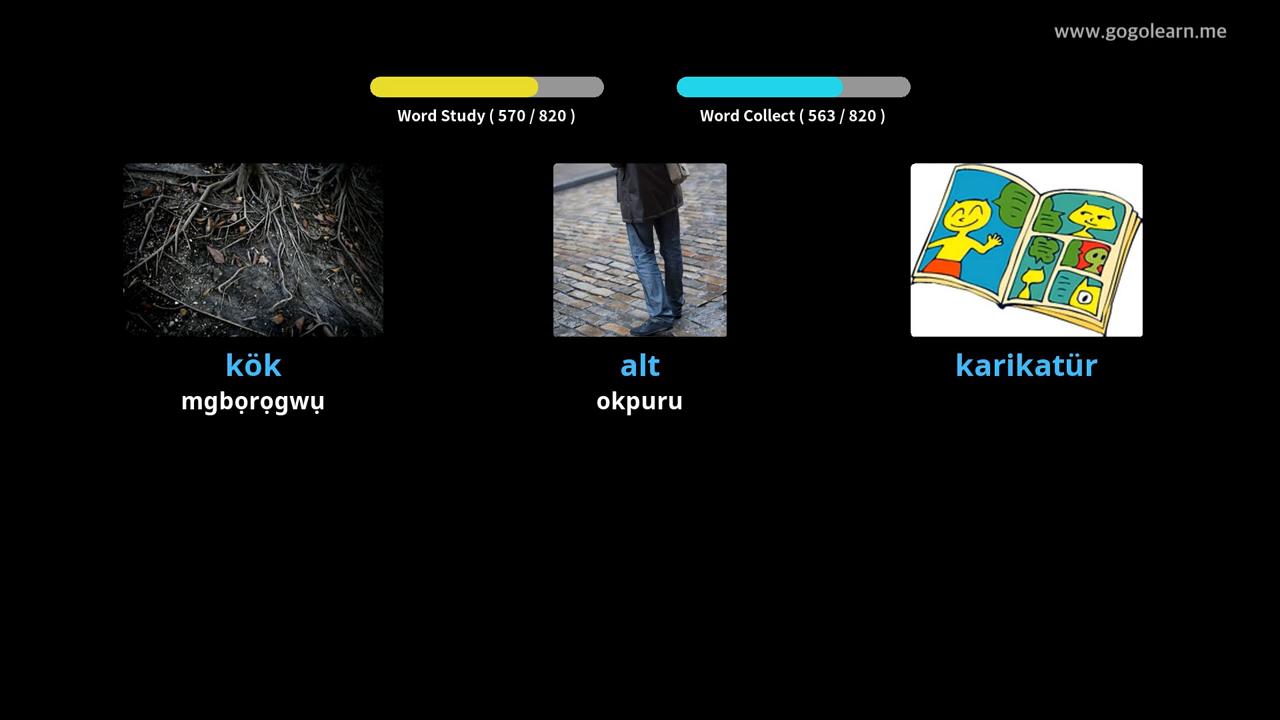 www.gogolearn.me
Word Study ( 570 / 820 )
Word Collect ( 563 / 820 )
kök
mgbọrọgwụ
alt
okpuru
karikatür